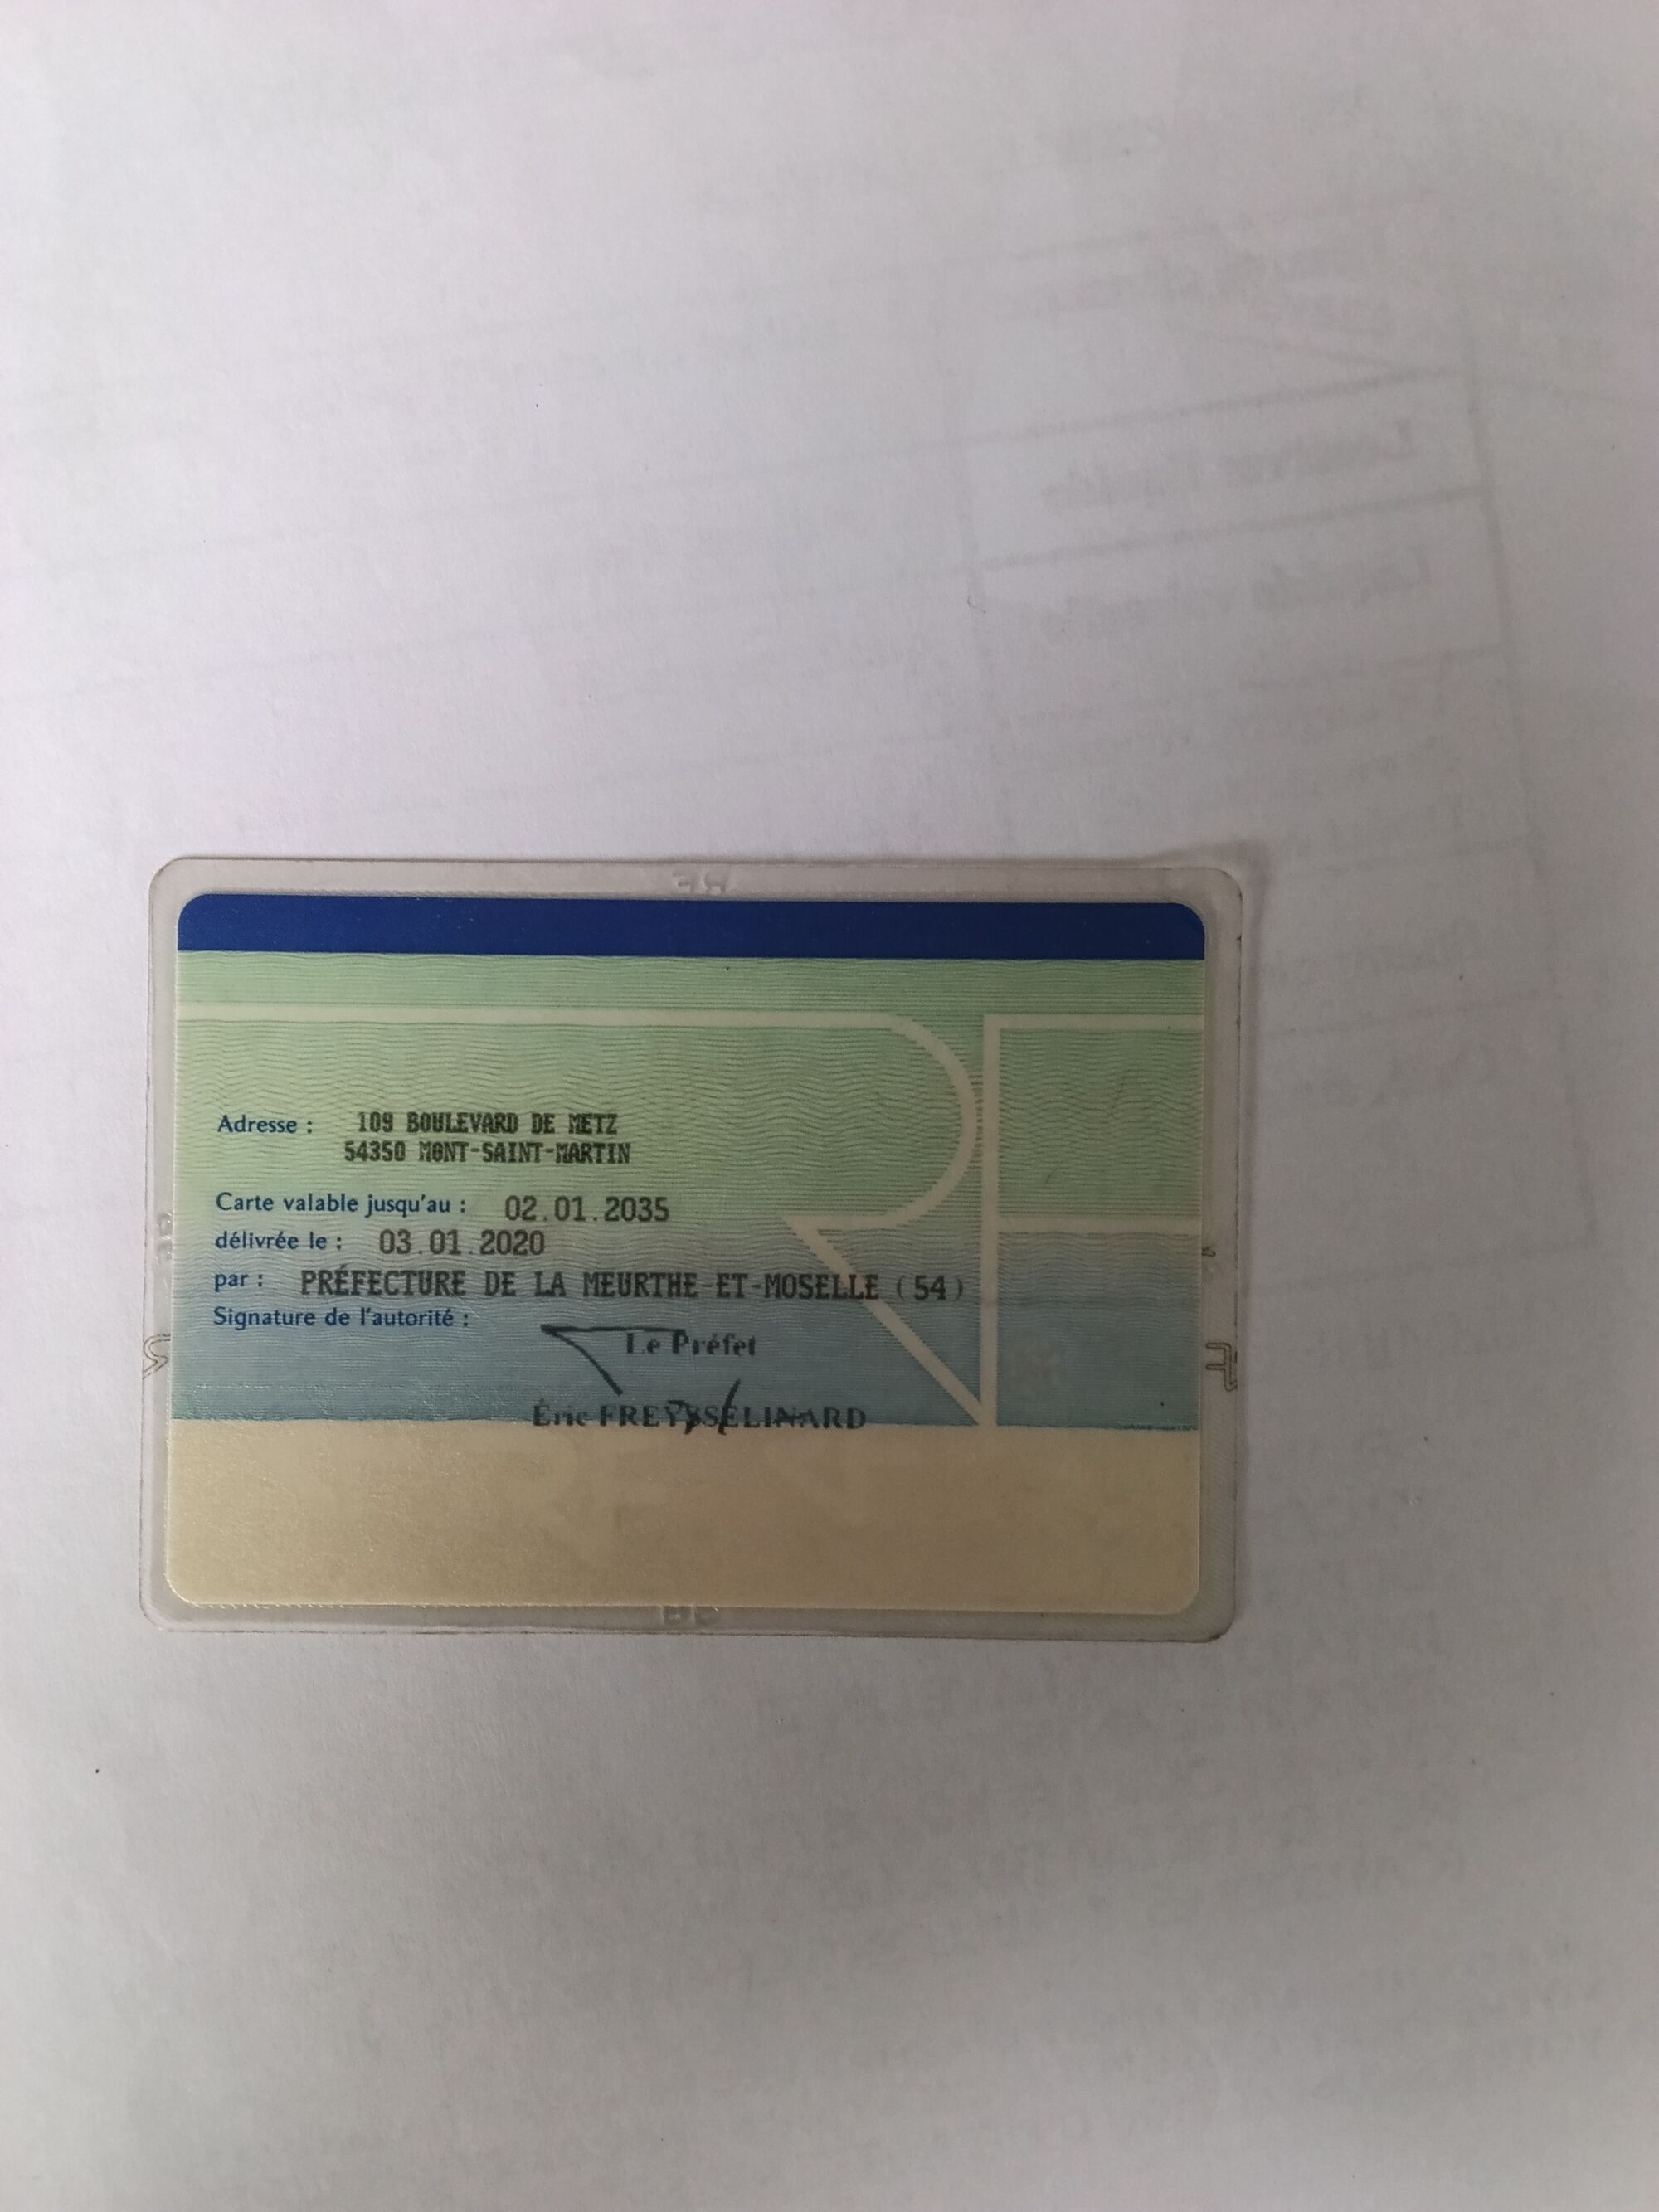 Adresse : 109 BOULEVARD DE METZ
54350 MONT-SAINT-MARTIN
Carte valable jusqu'au : 02.01.2035
délivrée le : 03.01.2020
par : PRÉFECTURE DE LA MEURTHE-ET-MOSELLE (54)
Signature de l'autorité :
Le Préfet
Éric FREYSSELINARD
RF